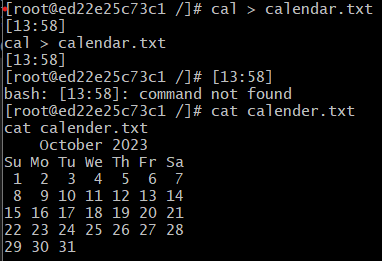 [root@ed22e25c73c1 /]# cal > calendar.txt
[13:58]
cal > calendar.txt
[13:58]
[root@ed22e25c73c1 /]# [13:58]
bash: [13:58]: command not found
[root@ed22e25c73c1 /]# cat calender.txt
cat calender.txt
    October 2023
Su Mo Tu We Th Fr Sa
 1  2  3  4  5  6  7
 8  9 10 11 12 13 14
15 16 17 18 19 20 21
22 23 24 25 26 27 28
29 30 31